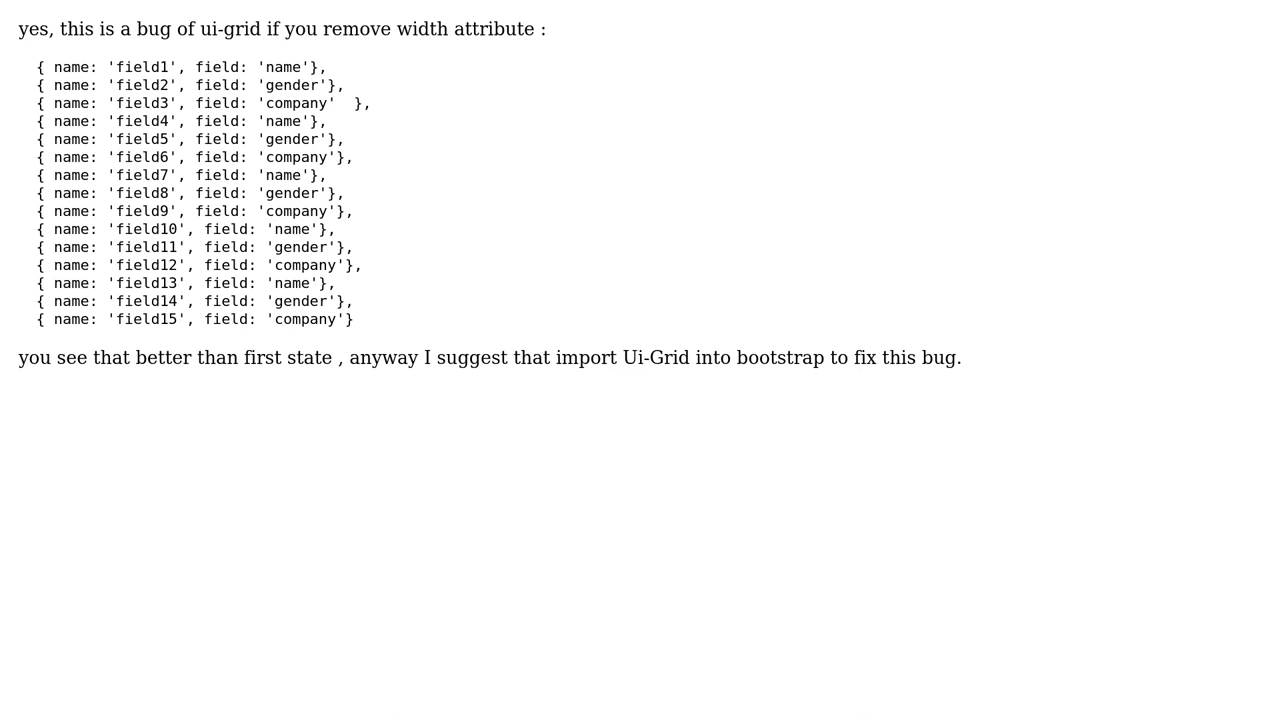 yes, this is a bug of ui-grid if you remove width attribute :
{ name: 'field1', field: 'name'},
{ name: 'field2', field: 'gender'},
{ name: 'field3', field: 'company'  },
{ name: 'field4', field: 'name'},
{ name: 'field5', field: 'gender'},
{ name: 'field6', field: 'company'},
{ name: 'field7', field: 'name'},
{ name: 'field8', field: 'gender'},
{ name: 'field9', field: 'company'},
{ name: 'field10', field: 'name'},
{ name: 'field11', field: 'gender'},
{ name: 'field12', field: 'company'},
{ name: 'field13', field: 'name'},
{ name: 'field14', field: 'gender'},
{ name: 'field15', field: 'company'}
you see that better than first state , anyway I suggest that import Ui-Grid into bootstrap to fix this bug.